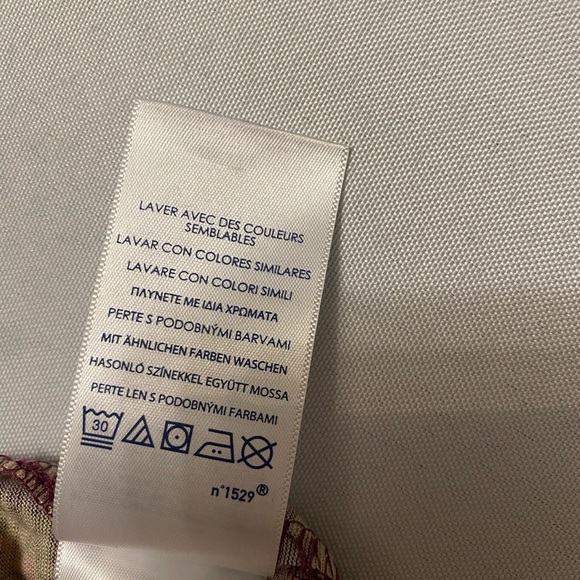 LAVER AVEC DES COULEURS
SEMBLABLES
LAVAR CON COLORES SIMILARES
LAVARE CON COLORI SIMILI
ΠΛΥΝΕΤΕ ΜΕ ΙΔΙΑ ΧΡΩΜΑΤΑ
PERTE S PODOBNÝMI BARVAMI
MIT ÄHNLICHEN FARBEN WASCHEN
HASONLÓ SZÍNEKKEL EGYÜTT MOSSA
PERTE LEN S PODOBNÝMI FARBAMI
30
n°1529®